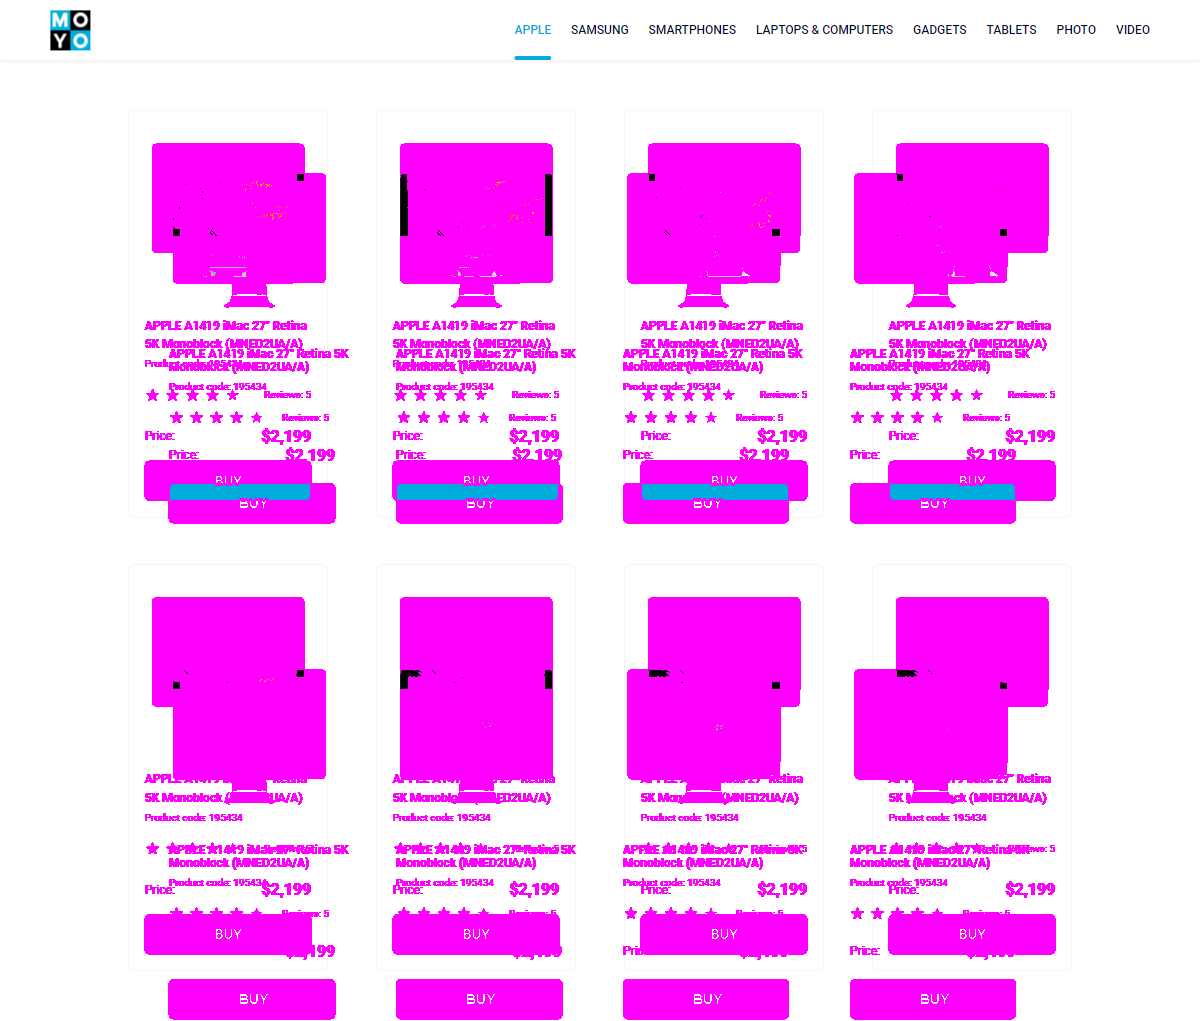 MO
YO
APPLE SAMSUNG SMARTPHONES LAPTOPS & COMPUTERS GADGETS TABLETS PHOTO VIDEO
APPLE A1419 iMac 27" Retina APPLE A1419 iMac 27" Retina APPLE A1419 iMac 27" Retina APPLE A1419 iMac 27" Retina
5K Monoblock (MNED2UA/A) 5K Monoblock (MNED2UA/A) 5K Monoblock (MNED2UA/A) 5K Monoblock (MNED2UA/A)
APPLE A1419 iMac 27" Retina 5K APPLE A1419 iMac 27" Retina 5K APPLE A1419 iMac 27" Retina 5K APPLE A1419 iMac 27" Retina 5K
Monoblock (MNED2UA/A) Monoblock (MNED2UA/A) Monoblock (MNED2UA/A) Monoblock (MNED2UA/A)
Product code: 195434 Product code: 195434 Product code: 195434 Product code: 195434
Reviews: 5 Reviews: 5 Reviews: 5 Reviews: 5
Reviews: 5 Reviews: 5 Reviews: 5 Reviews: 5
Price: $2,199 Price: $2,199 Price: $2,199 Price: $2,199
Price: $2,199 Price: $2,199 Price: $2,199 Price: $2,199
BUY BUY BUY BUY
BUY BUY BUY BUY
APPLE A1419 iMac 27" Retina APPLE A1419 iMac 27" Retina APPLE A1419 iMac 27" Retina APPLE A1419 iMac 27" Retina
5K Monoblock (MNED2UA/A) 5K Monoblock (MNED2UA/A) 5K Monoblock (MNED2UA/A) 5K Monoblock (MNED2UA/A)
Product code: 195434 Product code: 195434 Product code: 195434 Product code: 195434
APPLE A1419 iMac 27" Retina 5K APPLE A1419 iMac 27" Retina 5K APPLE A1419 iMac 27" Retina 5K APPLE A1419 iMac 27" Retina 5K
Monoblock (MNED2UA/A) Monoblock (MNED2UA/A) Monoblock (MNED2UA/A) Monoblock (MNED2UA/A)
Product code: 195434 Product code: 195434 Product code: 195434 Product code: 195434
Price: $2,199 Price: $2,199 Price: $2,199 Price: $2,199
Reviews: 5 Reviews: 5 Reviews: 5 Reviews: 5
BUY BUY BUY BUY
$2,199 $2,199 Price: $2,199 Price: $2,199
BUY BUY BUY BUY